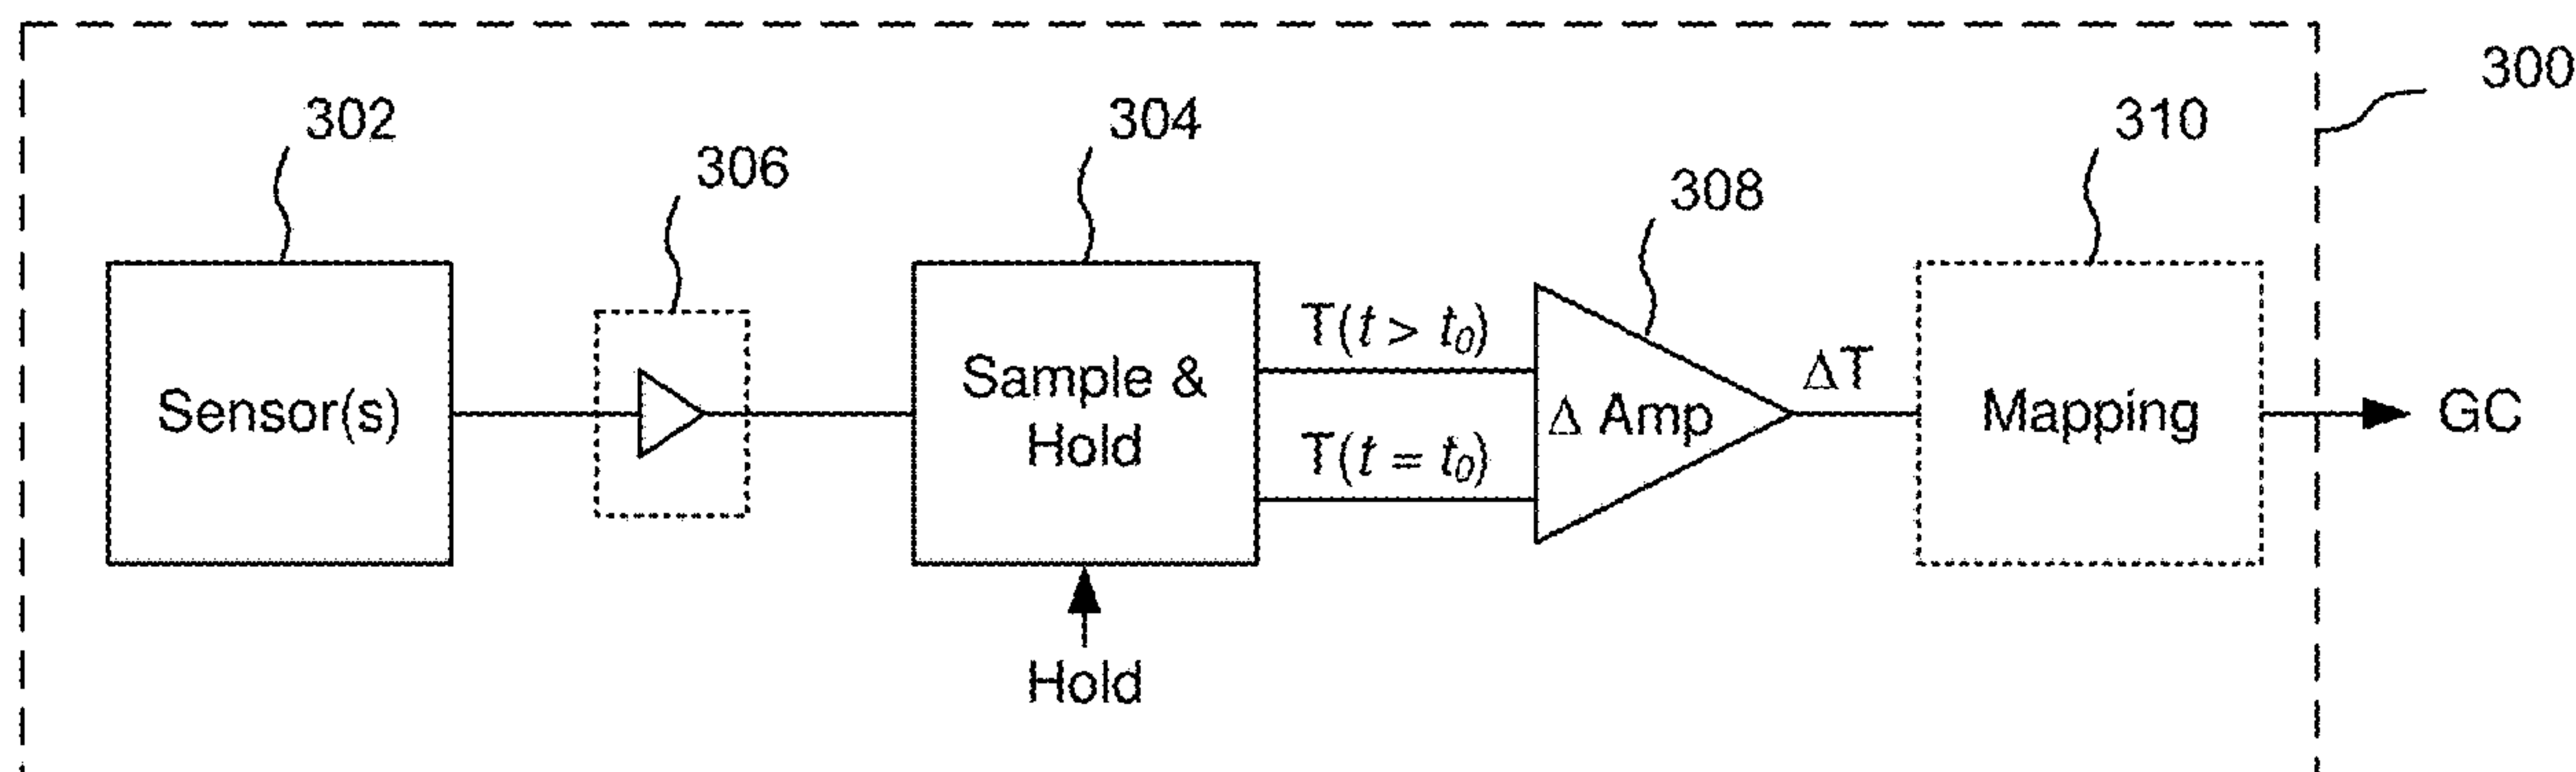 300
302
304
310
306
308
Sensor(s)
Sample &
Hold
T(t > t₀)
T(t = t₀)
Δ Amp
ΔT
Mapping
GC
Hold